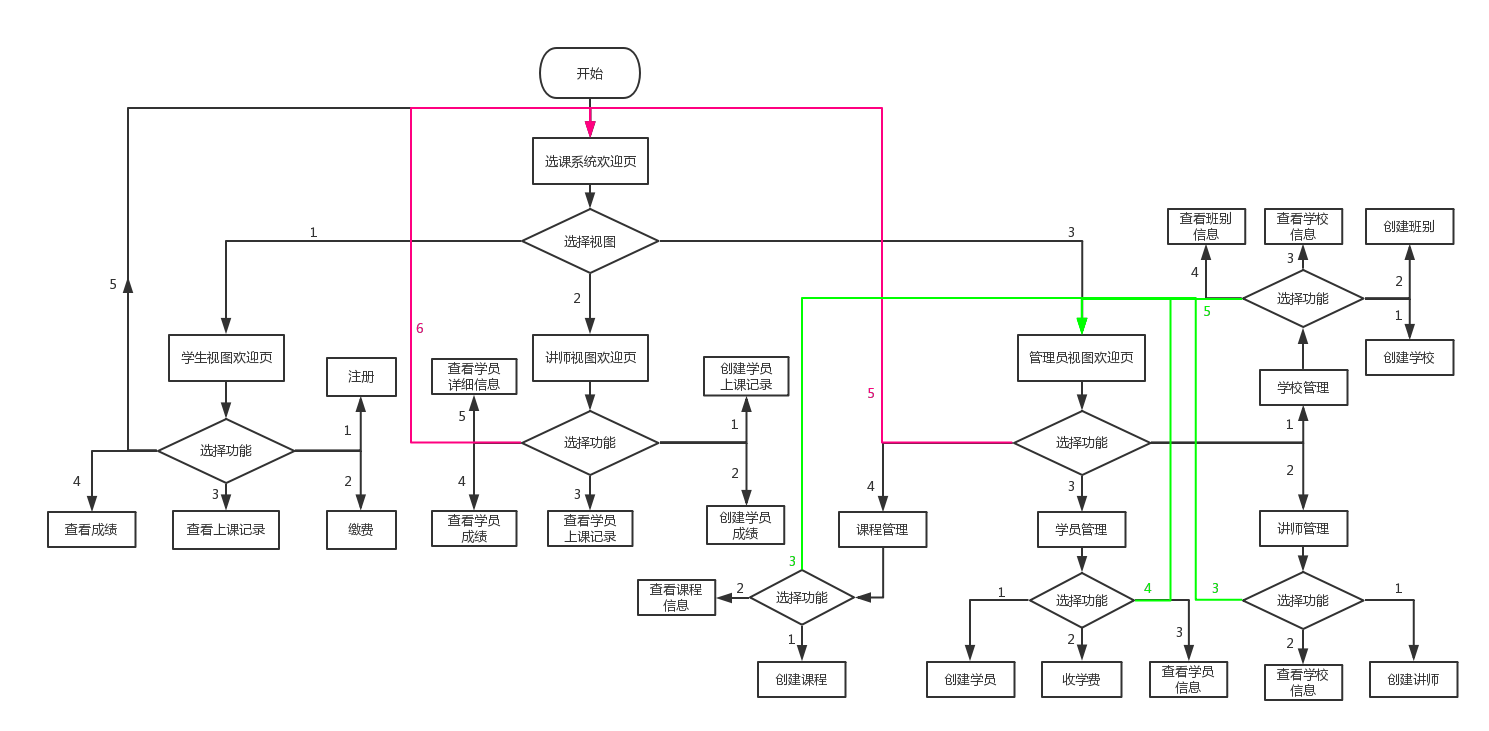 开始
选课系统欢迎页
选择视图
1
2
3
学生视图欢迎页
选择功能
5
1
注册
2
缴费
3
查看上课记录
4
查看成绩
讲师视图欢迎页
选择功能
6
1
创建学员
上课记录
2
创建学员
成绩
3
查看学员
上课记录
4
查看学员
成绩
5
查看学员
详细信息
管理员视图欢迎页
选择功能
5
1
学校管理
2
讲师管理
3
学员管理
4
课程管理
选择功能
5
1
创建学校
2
创建班别
3
查看学校
信息
4
查看班别
信息
选择功能
3
1
创建讲师
2
查看学校
信息
选择功能
4
1
创建学员
2
收学费
3
查看学员
信息
选择功能
3
2
查看课程
信息
1
创建课程